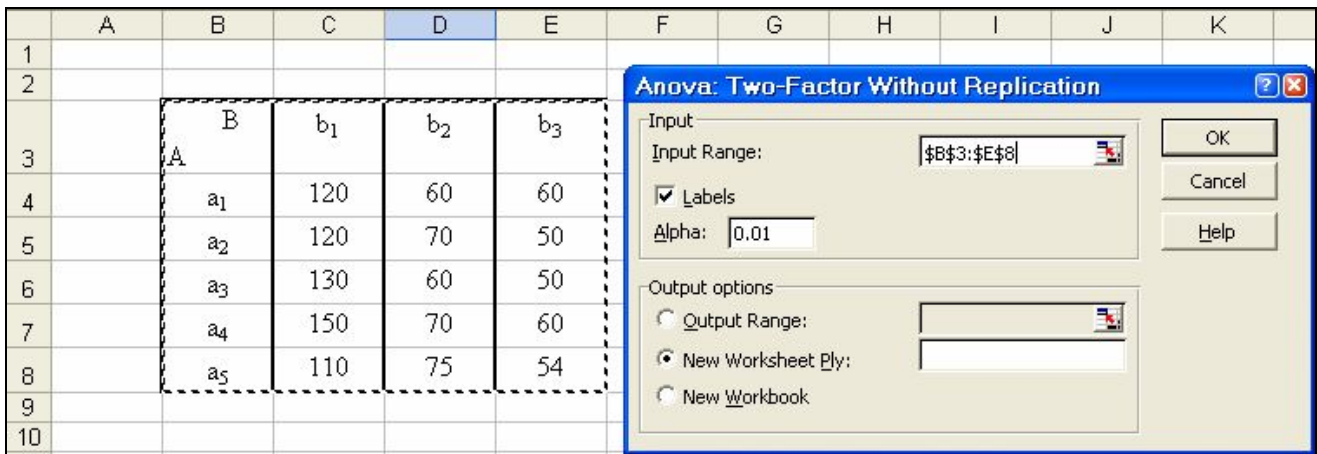 A B C D E F G H I J K
1
2
3 B b₁ b₂ b₃
A
4 a₁ 120 60 60
5 a₂ 120 70 50
6 a₃ 130 60 50
7 a₄ 150 70 60
8 a₅ 110 75 54
9
10
Anova: Two-Factor Without Replication
Input
Input Range: $B$3:$E$8
Labels
Alpha: 0.01
OK
Cancel
Help
Output options
Output Range:
New Worksheet Ply:
New Workbook